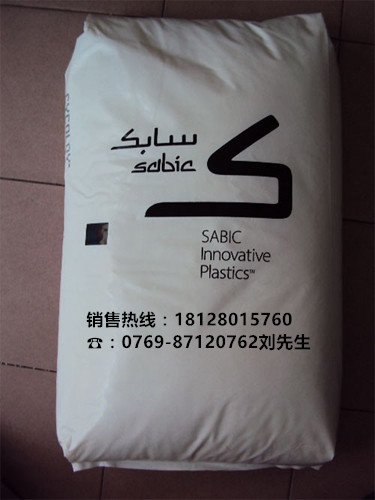 سابك
sabic
SABIC
Innovative
Plastics™
销售热线：18128015760
☎：0769-87120762刘先生